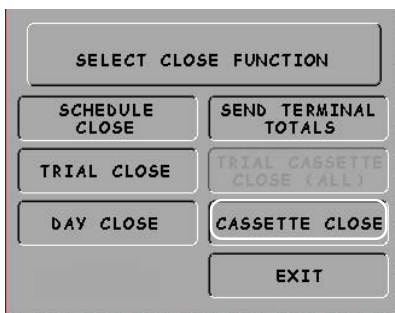 SELECT CLOSE FUNCTION
SCHEDULE
CLOSE
SEND TERMINAL
TOTALS
TRIAL CLOSE
TRIAL CASSETTE
CLOSE (ALL)
DAY CLOSE
CASSETTE CLOSE
EXIT